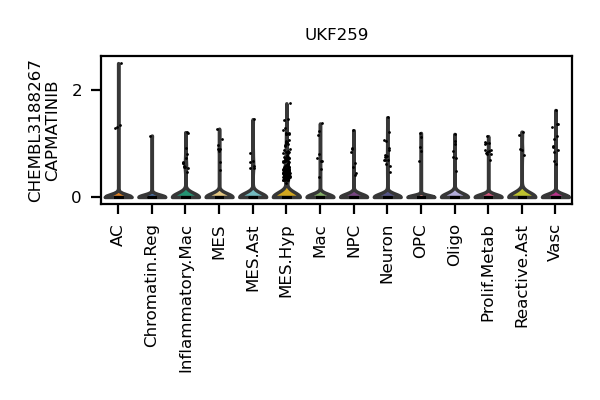 UKF259
CHEMBL3188267
CAPMATINIB
2
0
AC
Chromatin.Reg
Inflammatory.Mac
MES
MES.Ast
MES.Hyp
Mac
NPC
Neuron
OPC
Oligo
Prolif.Metab
Reactive.Ast
Vasc